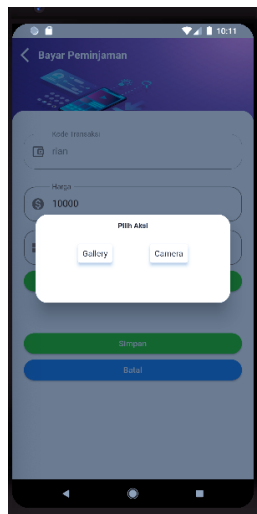 10:11
Bayar Peminjaman
Kode Transaksi
rian
Harga
10000
Pilih Aksi
Gallery
Camera
Simpan
Batal